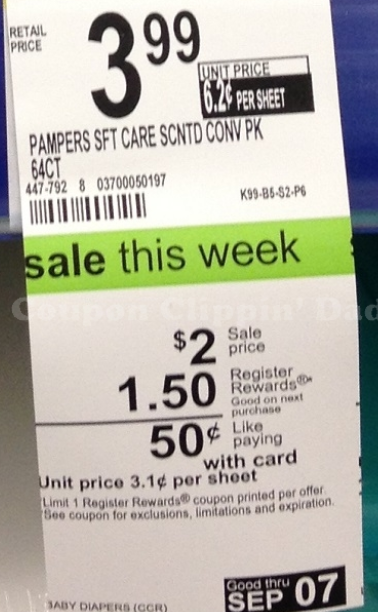 RETAIL
PRICE
3.99
UNIT PRICE
6.2¢ PER SHEET
PAMPERS SFT CARE SCNTD CONV PK
64CT
447-792 8 03700050197
K99-B5-S2-P6
sale this week
Coupon Clippin' Dad
$2 Sale price
1.50 Register Rewards®*
Good on next purchase
50¢ Like paying
with card
Unit price 3.1¢ per sheet
*Limit 1 Register Rewards® coupon printed per offer.
See coupon for exclusions, limitations and expiration.
Good thru
SEP 07
BABY DIAPERS (CCR)